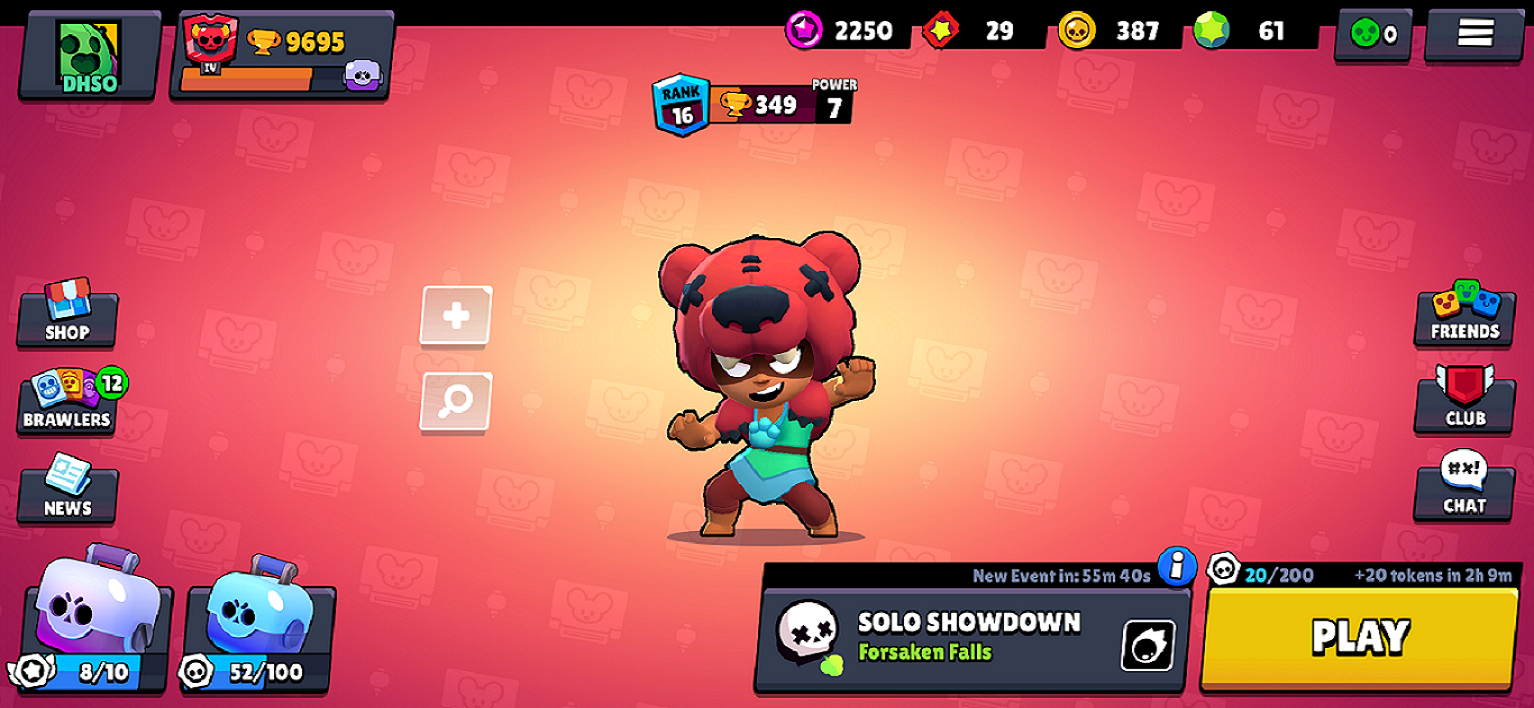 DHSO
IV
9695
2250
29
387
61
0
RANK
16
349
POWER
7
SHOP
BRAWLERS
12
NEWS
FRIENDS
CLUB
#x!
CHAT
8/10
52/100
New Event in: 55m 40s
i
SOLO SHOWDOWN
Forsaken Falls
20/200
+20 tokens in 2h 9m
PLAY